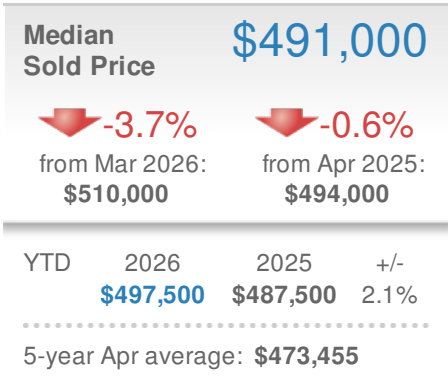 Median $491,000
Sold Price
-3.7% -0.6%
from Mar 2026: from Apr 2025:
$510,000 $494,000
YTD 2026 2025 +/-
$497,500 $487,500 2.1%
5-year Apr average: $473,455